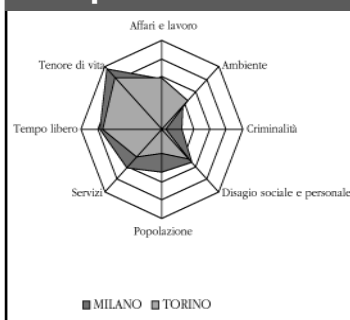 Affari e lavoro
Tenore di vita
Ambiente
Tempo libero
Criminalità
Servizi
Disagio sociale e personale
Popolazione
MILANO TORINO